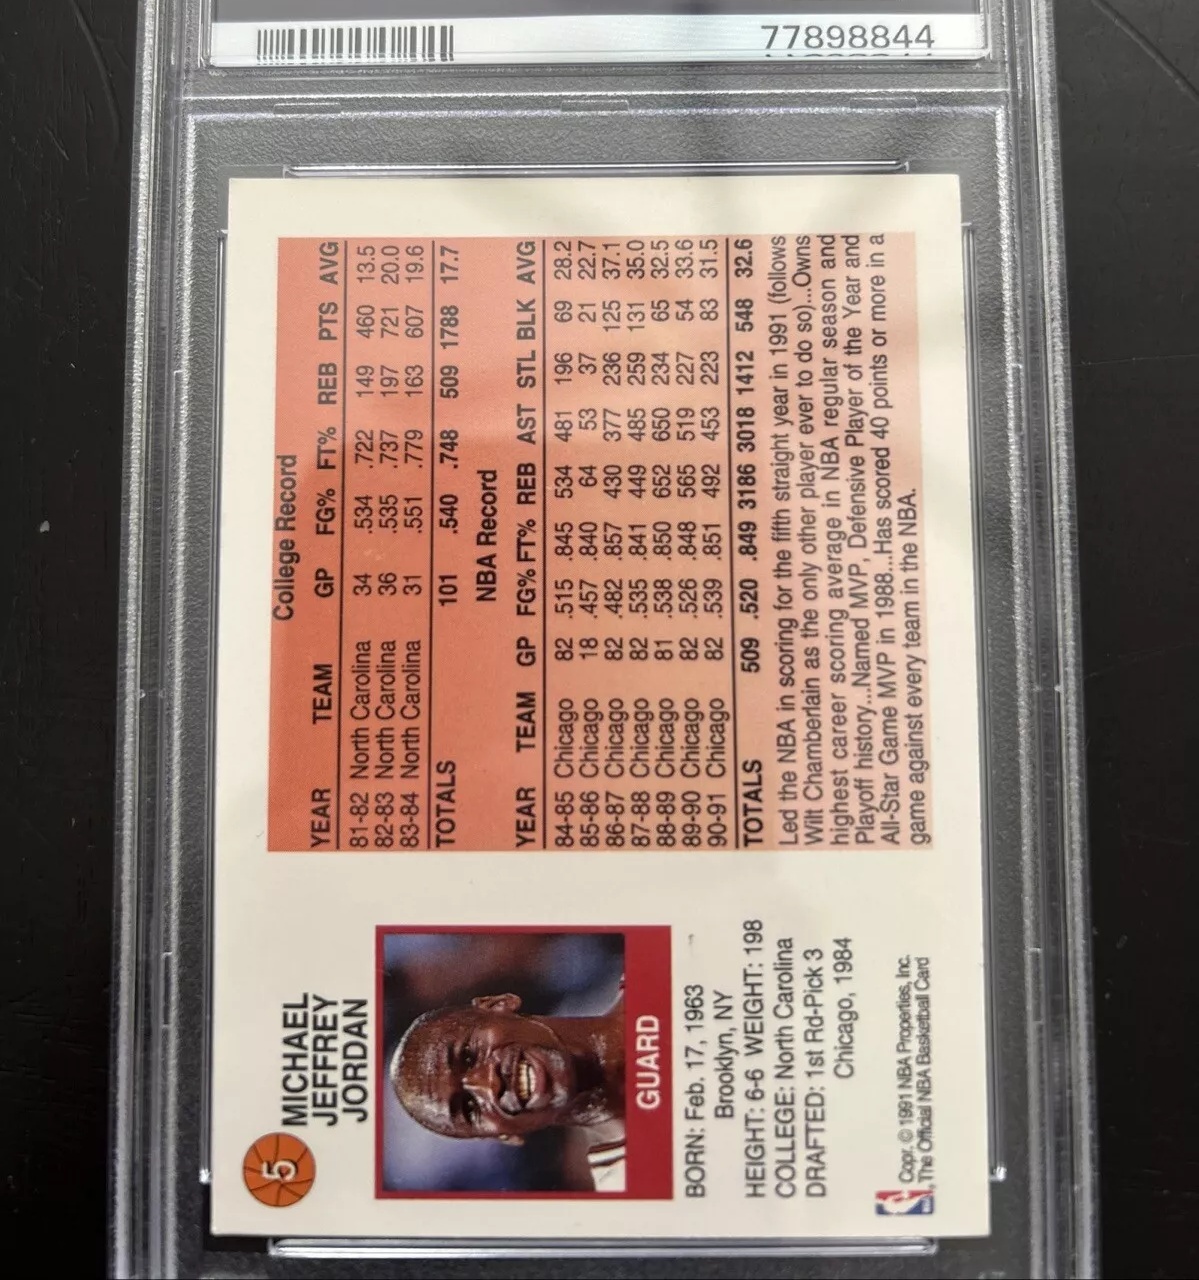 77898844
5
MICHAEL
JEFFREY
JORDAN
GUARD
BORN: Feb. 17, 1963
Brooklyn, NY
HEIGHT: 6-6 WEIGHT: 198
COLLEGE: North Carolina
DRAFTED: 1st Rd-Pick 3
Chicago, 1984
Copr. © 1991 NBA Properties, Inc.
The Official NBA Basketball Card
College Record
YEAR TEAM GP FG% FT% REB PTS AVG
81-82 North Carolina 34 .534 .722 149 460 13.5
82-83 North Carolina 36 .535 .737 197 721 20.0
83-84 North Carolina 31 .551 .779 163 607 19.6
TOTALS 101 .540 .748 509 1788 17.7
NBA Record
YEAR TEAM GP FG% FT% REB AST STL BLK AVG
84-85 Chicago 82 .515 .845 534 481 196 69 28.2
85-86 Chicago 18 .457 .840 64 53 37 21 22.7
86-87 Chicago 82 .482 .857 430 377 236 125 37.1
87-88 Chicago 82 .535 .841 449 485 259 131 35.0
88-89 Chicago 81 .538 .850 652 650 234 65 32.5
89-90 Chicago 82 .526 .848 565 519 227 54 33.6
90-91 Chicago 82 .539 .851 492 453 223 83 31.5
TOTALS 509 .520 .849 3186 3018 1412 548 32.6
Led the NBA in scoring for the fifth straight year in 1991 (follows
Wilt Chamberlain as the only other player ever to do so)...Owns
highest career scoring average in NBA regular season and
Playoff history...Named MVP, Defensive Player of the Year and
All-Star Game MVP in 1988....Has scored 40 points or more in a
game against every team in the NBA.